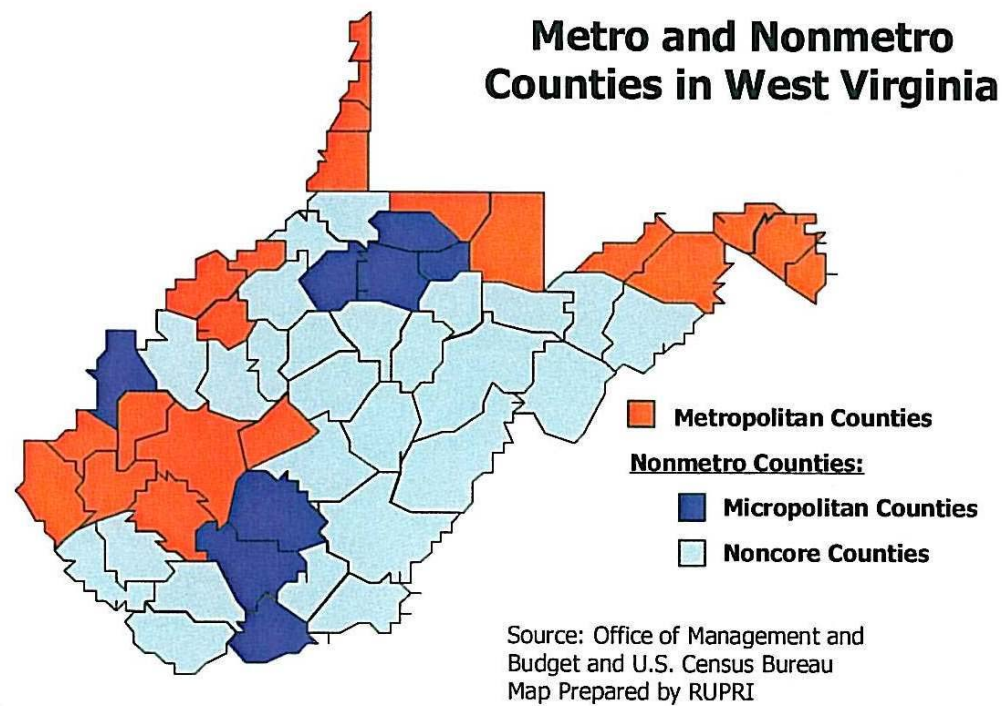 Metro and Nonmetro
Counties in West Virginia
Metropolitan Counties
Nonmetro Counties:
Micropolitan Counties
Noncore Counties
Source: Office of Management and
Budget and U.S. Census Bureau
Map Prepared by RUPRI